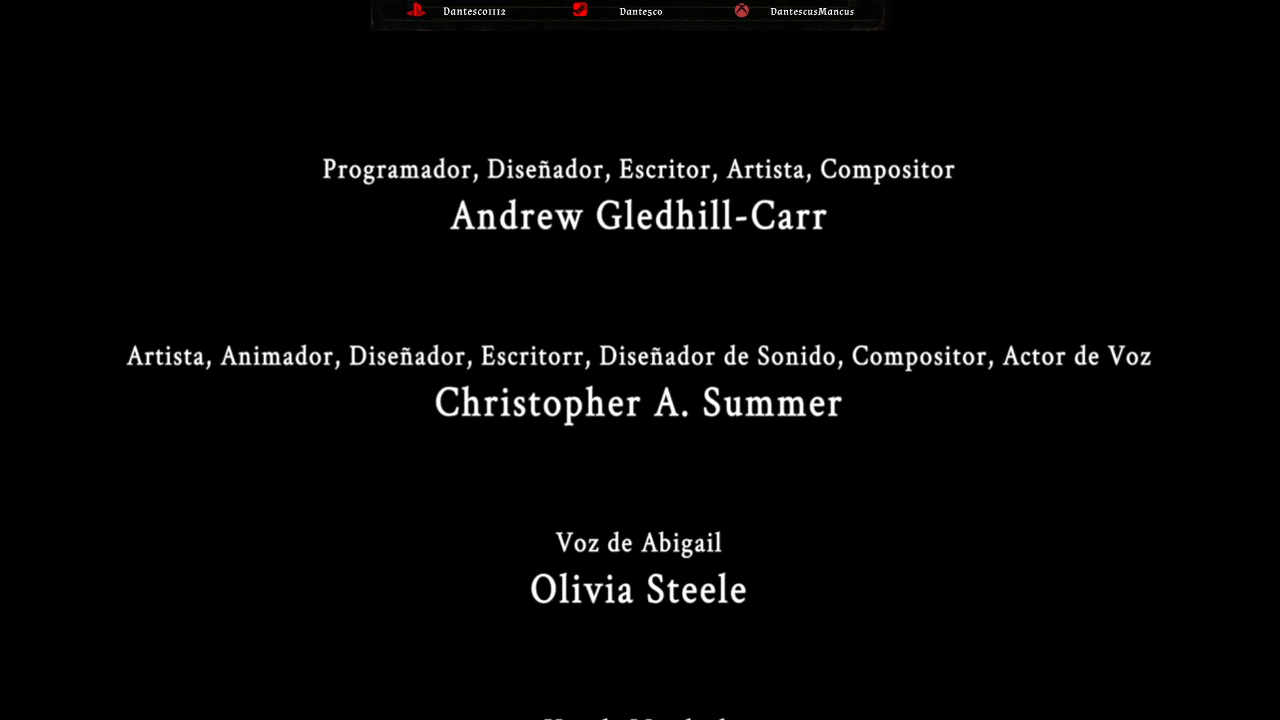 Dantesco1112 Dante5co DantescusMancus
Programador, Diseñador, Escritor, Artista, Compositor
Andrew Gledhill-Carr
Artista, Animador, Diseñador, Escritorr, Diseñador de Sonido, Compositor, Actor de Voz
Christopher A. Summer
Voz de Abigail
Olivia Steele